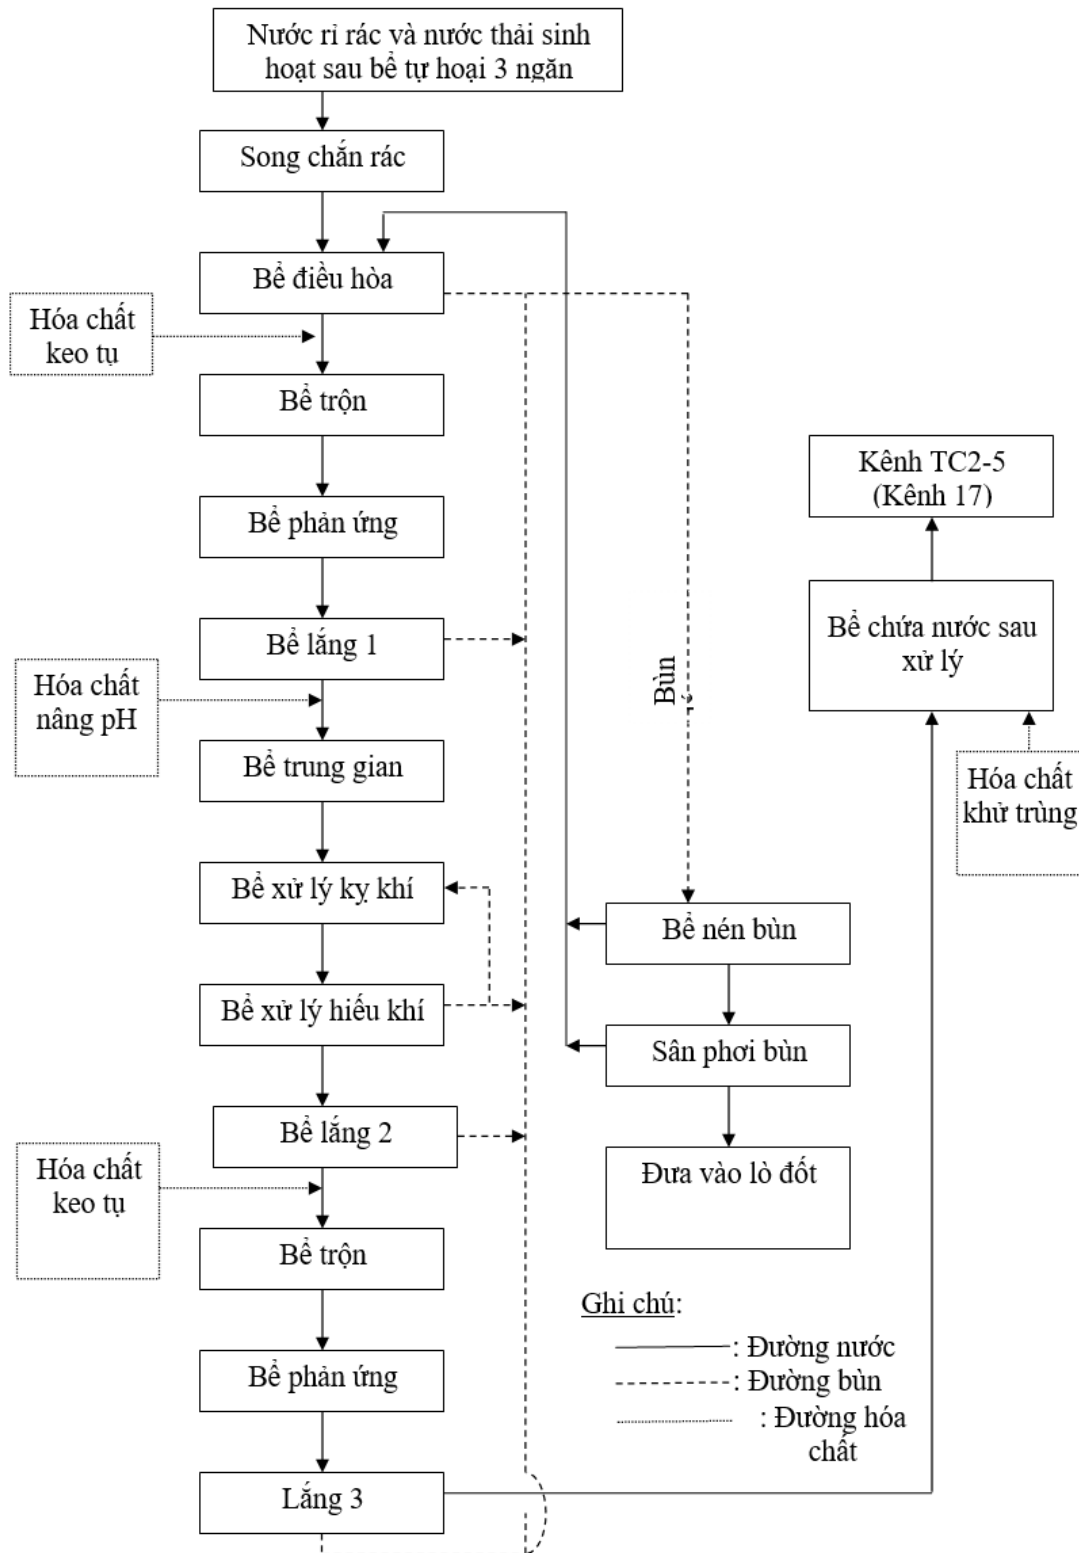 Nước rỉ rác và nước thải sinh
hoạt sau bể tự hoại 3 ngăn
Song chắn rác
Bể điều hòa
Hóa chất
keo tụ
Bể trộn
Bể phản ứng
Bể lắng 1
Hóa chất
nâng pH
Bể trung gian
Bể xử lý kỵ khí
Bể xử lý hiếu khí
Bể lắng 2
Hóa chất
keo tụ
Bể trộn
Bể phản ứng
Lắng 3
Bùn
Bể nén bùn
Sân phơi bùn
Đưa vào lò đốt
Kênh TC2-5
(Kênh 17)
Bể chứa nước sau
xử lý
Hóa chất
khử trùng
Ghi chú:
: Đường nước
: Đường bùn
: Đường hóa
chất